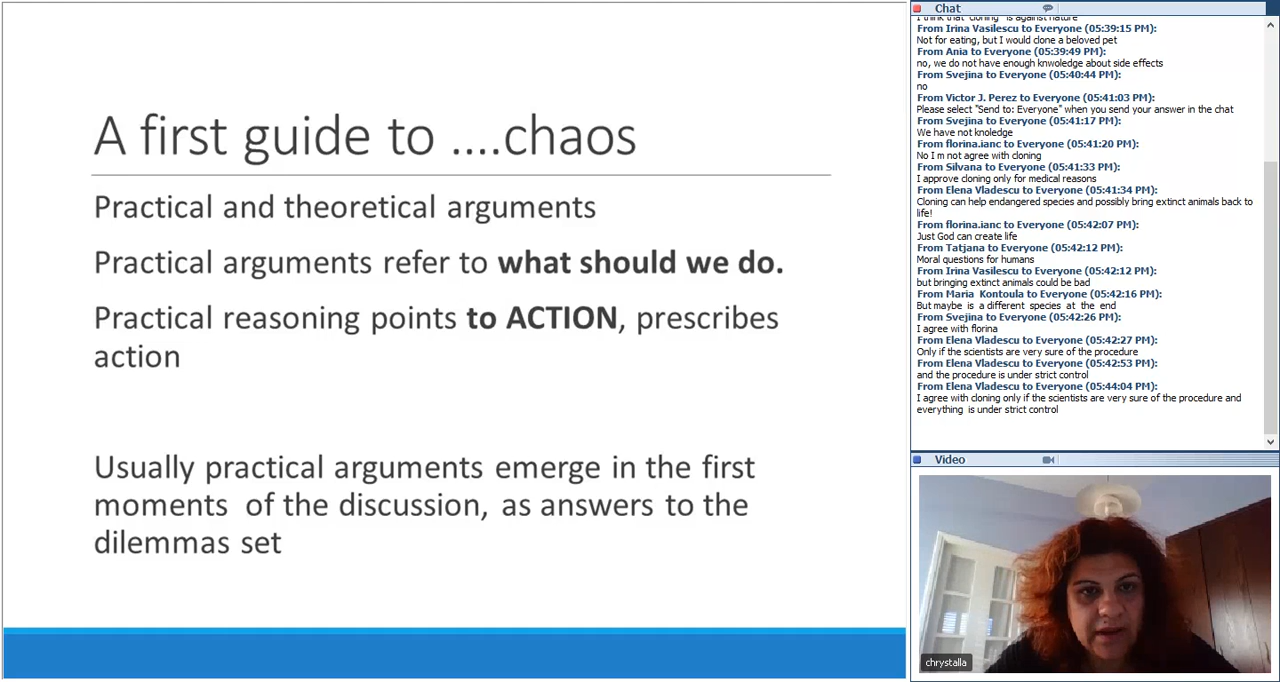 A first guide to ....chaos
Practical and theoretical arguments
Practical arguments refer to what should we do.
Practical reasoning points to ACTION, prescribes
action
Usually practical arguments emerge in the first
moments of the discussion, as answers to the
dilemmas set
Chat
I think that "cloning" is against nature
From Irina Vasilescu to Everyone (05:39:15 PM):
Not for eating, but I would clone a beloved pet
From Ania to Everyone (05:39:49 PM):
no, we do not have enough knwoledge about side effects
From Svejina to Everyone (05:40:44 PM):
no
From Victor J. Perez to Everyone (05:41:03 PM):
Please select "Send to: Everyone" when you send your answer in the chat
From Svejina to Everyone (05:41:17 PM):
We have not knoledge
From florina.ianc to Everyone (05:41:20 PM):
No I m not agree with cloning
From Silvana to Everyone (05:41:33 PM):
I approve cloning only for medical reasons
From Elena Vladescu to Everyone (05:41:34 PM):
Cloning can help endangered species and possibly bring extinct animals back to
life!
From florina.ianc to Everyone (05:42:07 PM):
Just God can create life
From Tatjana to Everyone (05:42:12 PM):
Moral questions for humans
From Irina Vasilescu to Everyone (05:42:12 PM):
but bringing extinct animals could be bad
From Maria Kontoula to Everyone (05:42:16 PM):
But maybe is a different species at the end
From Svejina to Everyone (05:42:26 PM):
I agree with florina
From Elena Vladescu to Everyone (05:42:27 PM):
Only if the scientists are very sure of the procedure
From Elena Vladescu to Everyone (05:42:53 PM):
and the procedure is under strict control
From Elena Vladescu to Everyone (05:44:04 PM):
I agree with cloning only if the scientists are very sure of the procedure and
everything is under strict control
Video
chrystalla